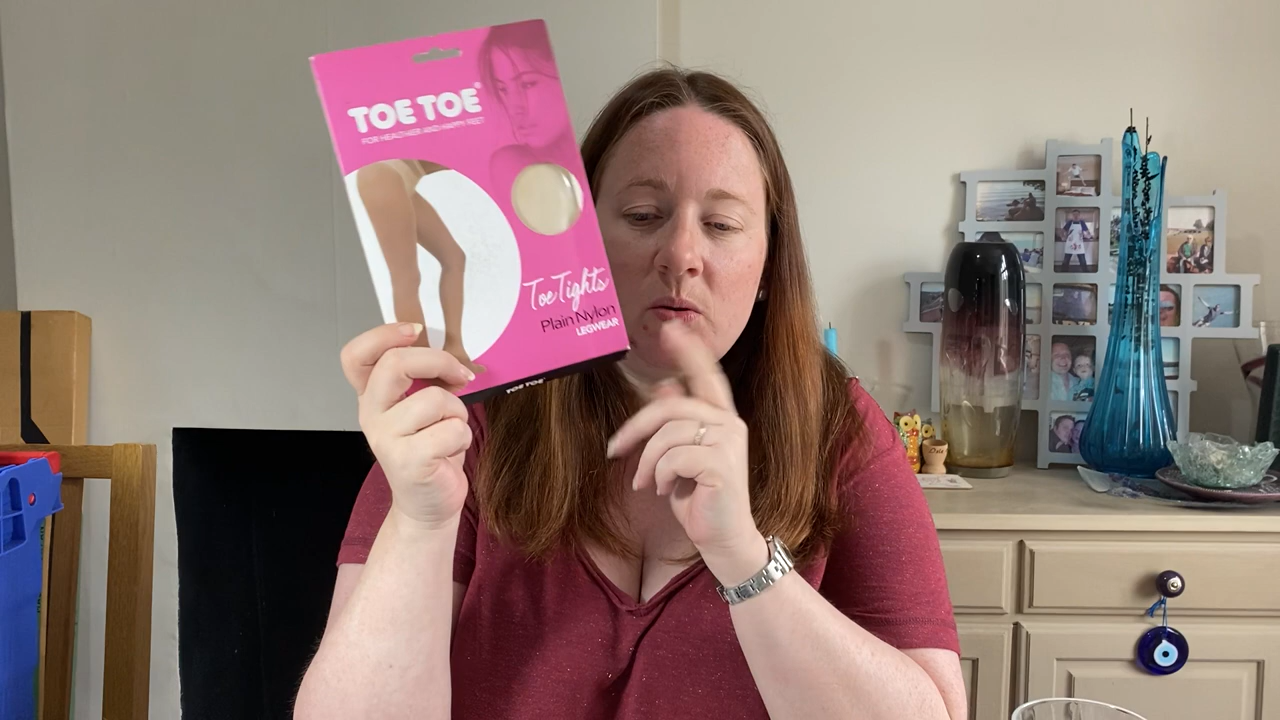 TOE TOE®
FOR HEALTHIER AND HAPPY FEET
Toe Tights
Plain Nylon
LEGWEAR
TOE TOE